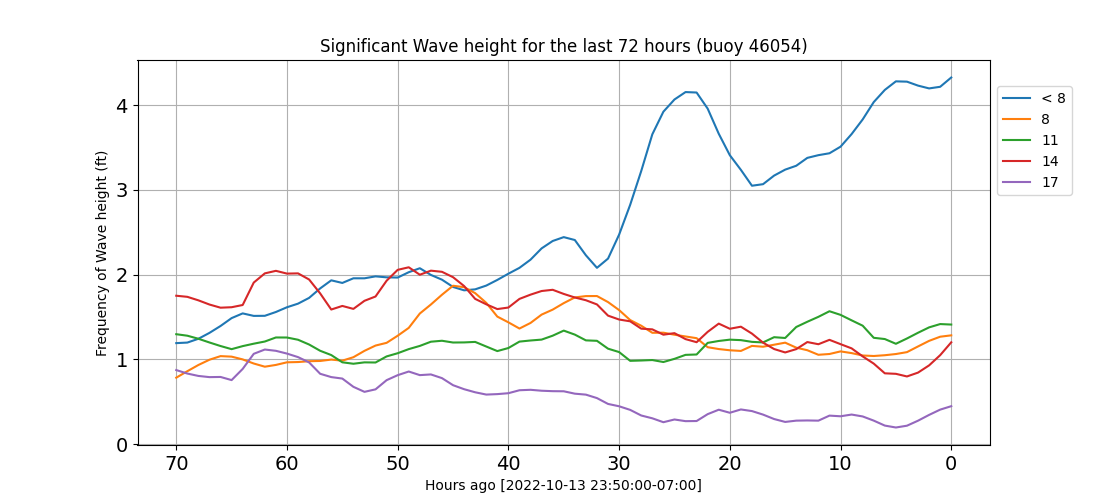 Significant Wave height for the last 72 hours (buoy 46054)
Frequency of Wave height (ft)
4
3
2
1
0
70 60 50 40 30 20 10 0
Hours ago [2022-10-13 23:50:00-07:00]
< 8
8
11
14
17